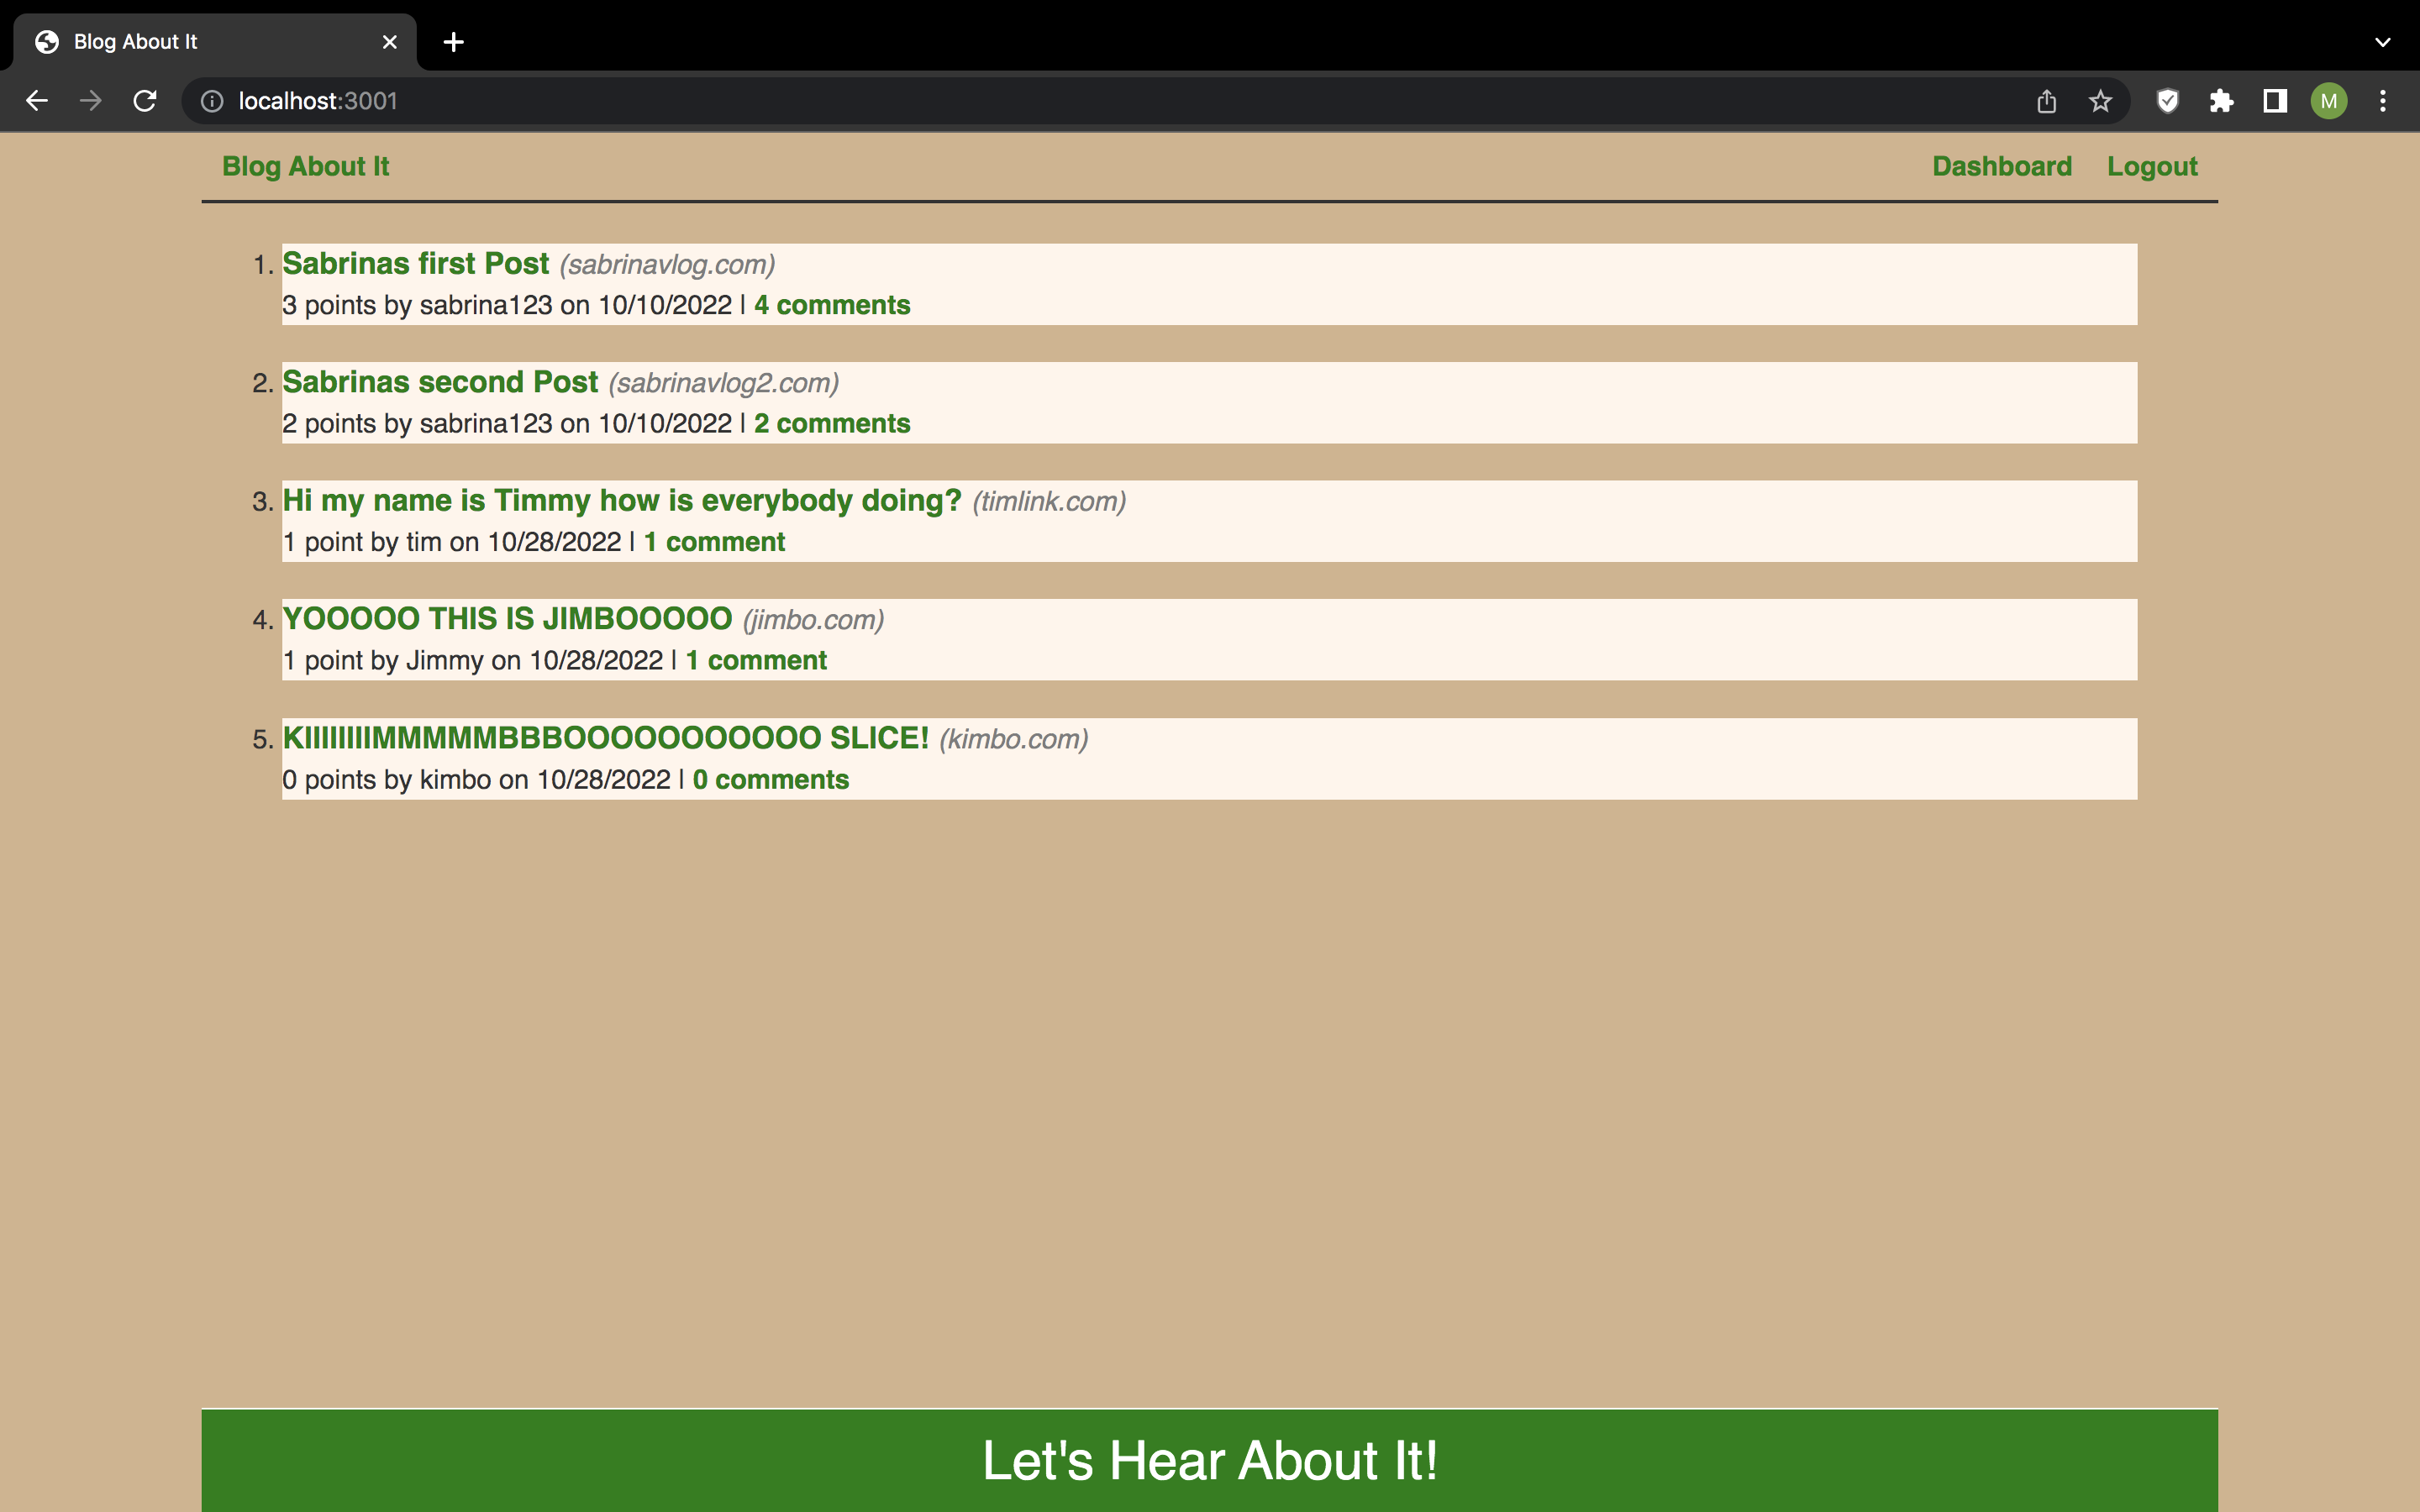 Blog About It
localhost:3001
M
Blog About It
Dashboard Logout
1. Sabrinas first Post (sabrinavlog.com)
3 points by sabrina123 on 10/10/2022 | 4 comments
2. Sabrinas second Post (sabrinavlog2.com)
2 points by sabrina123 on 10/10/2022 | 2 comments
3. Hi my name is Timmy how is everybody doing? (timlink.com)
1 point by tim on 10/28/2022 | 1 comment
4. YOOOOO THIS IS JIMBOOOOO (jimbo.com)
1 point by Jimmy on 10/28/2022 | 1 comment
5. KIIIIIIIIMMMMMBBBOOOOOOOOOOO SLICE! (kimbo.com)
0 points by kimbo on 10/28/2022 | 0 comments
Let's Hear About It!